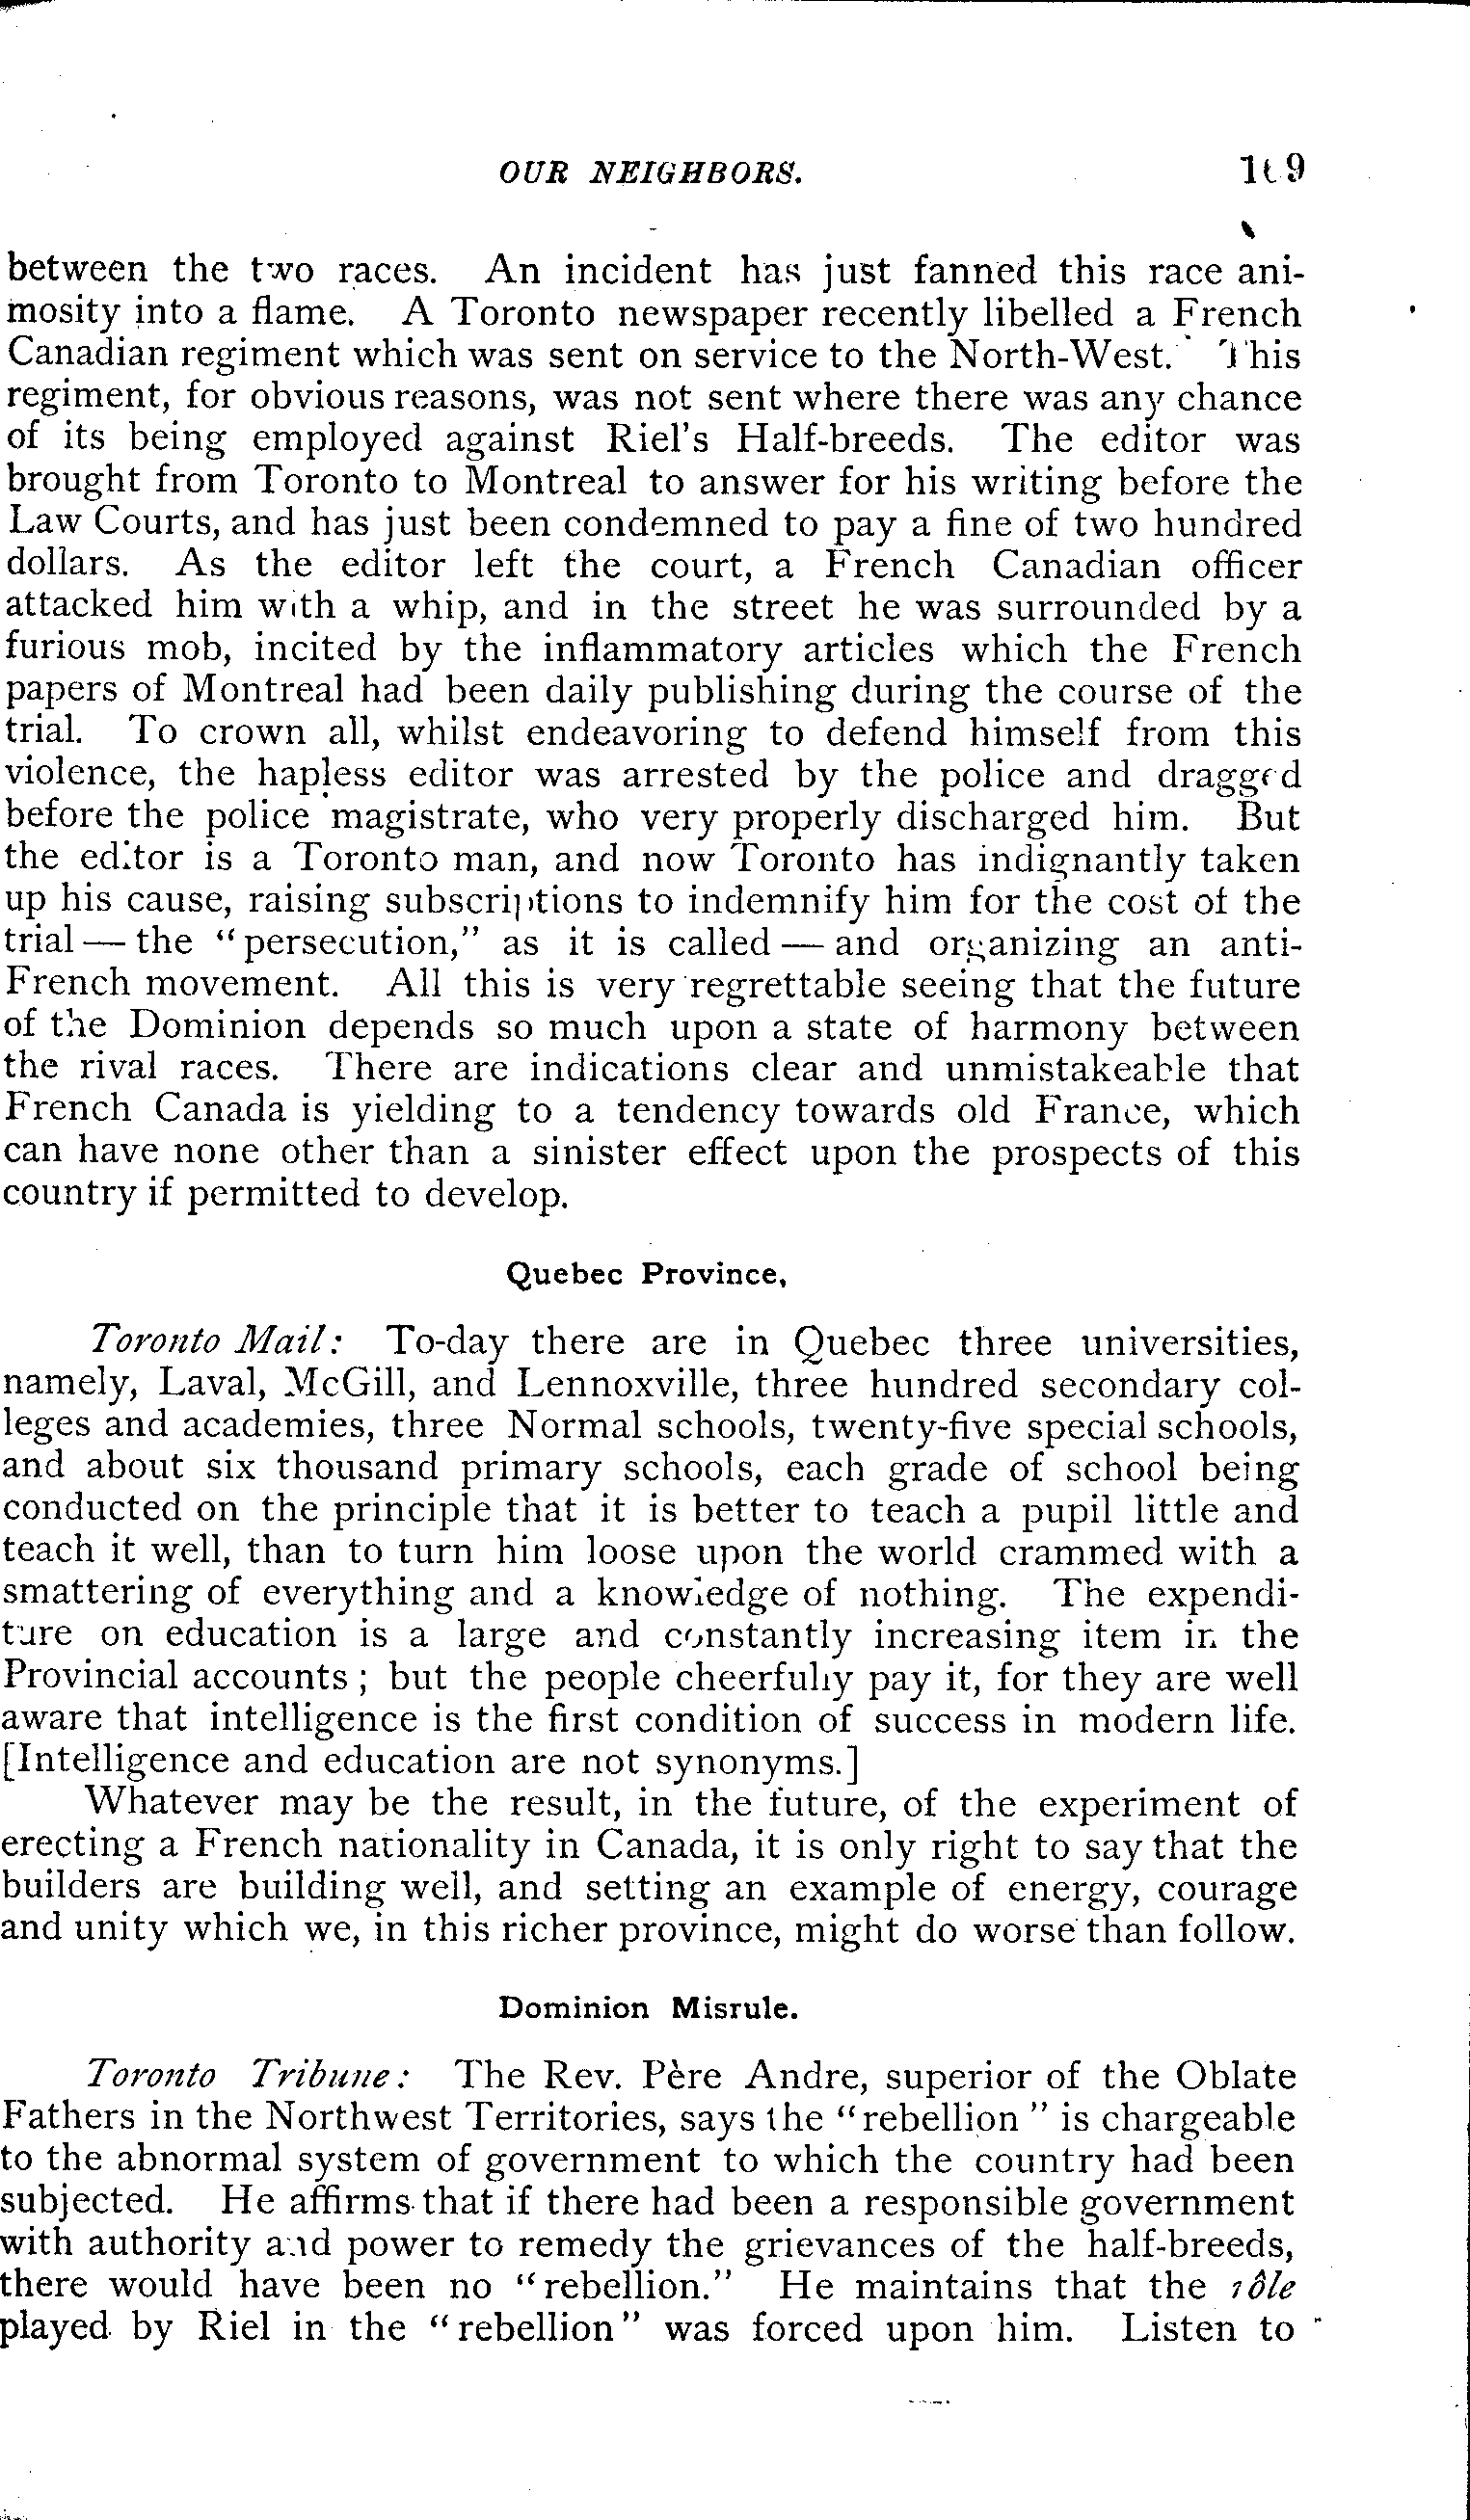 OUR NEIGHBORS. 169
between the two races. An incident has just fanned this race ani-
mosity into a flame. A Toronto newspaper recently libelled a French
Canadian regiment which was sent on service to the North-West. This
regiment, for obvious reasons, was not sent where there was any chance
of its being employed against Riel's Half-breeds. The editor was
brought from Toronto to Montreal to answer for his writing before the
Law Courts, and has just been condemned to pay a fine of two hundred
dollars. As the editor left the court, a French Canadian officer
attacked him with a whip, and in the street he was surrounded by a
furious mob, incited by the inflammatory articles which the French
papers of Montreal had been daily publishing during the course of the
trial. To crown all, whilst endeavoring to defend himself from this
violence, the hapless editor was arrested by the police and dragged
before the police magistrate, who very properly discharged him. But
the editor is a Toronto man, and now Toronto has indignantly taken
up his cause, raising subscriptions to indemnify him for the cost of the
trial — the "persecution," as it is called — and organizing an anti-
French movement. All this is very regrettable seeing that the future
of the Dominion depends so much upon a state of harmony between
the rival races. There are indications clear and unmistakeable that
French Canada is yielding to a tendency towards old France, which
can have none other than a sinister effect upon the prospects of this
country if permitted to develop.
Quebec Province,
Toronto Mail: To-day there are in Quebec three universities,
namely, Laval, McGill, and Lennoxville, three hundred secondary col-
leges and academies, three Normal schools, twenty-five special schools,
and about six thousand primary schools, each grade of school being
conducted on the principle that it is better to teach a pupil little and
teach it well, than to turn him loose upon the world crammed with a
smattering of everything and a knowledge of nothing. The expendi-
ture on education is a large and constantly increasing item in the
Provincial accounts; but the people cheerfully pay it, for they are well
aware that intelligence is the first condition of success in modern life.
[Intelligence and education are not synonyms.]
Whatever may be the result, in the future, of the experiment of
erecting a French nationality in Canada, it is only right to say that the
builders are building well, and setting an example of energy, courage
and unity which we, in this richer province, might do worse than follow.
Dominion Misrule.
Toronto Tribune: The Rev. Père Andre, superior of the Oblate
Fathers in the Northwest Territories, says the "rebellion" is chargeable
to the abnormal system of government to which the country had been
subjected. He affirms that if there had been a responsible government
with authority and power to remedy the grievances of the half-breeds,
there would have been no "rebellion." He maintains that the rôle
played by Riel in the "rebellion" was forced upon him. Listen to